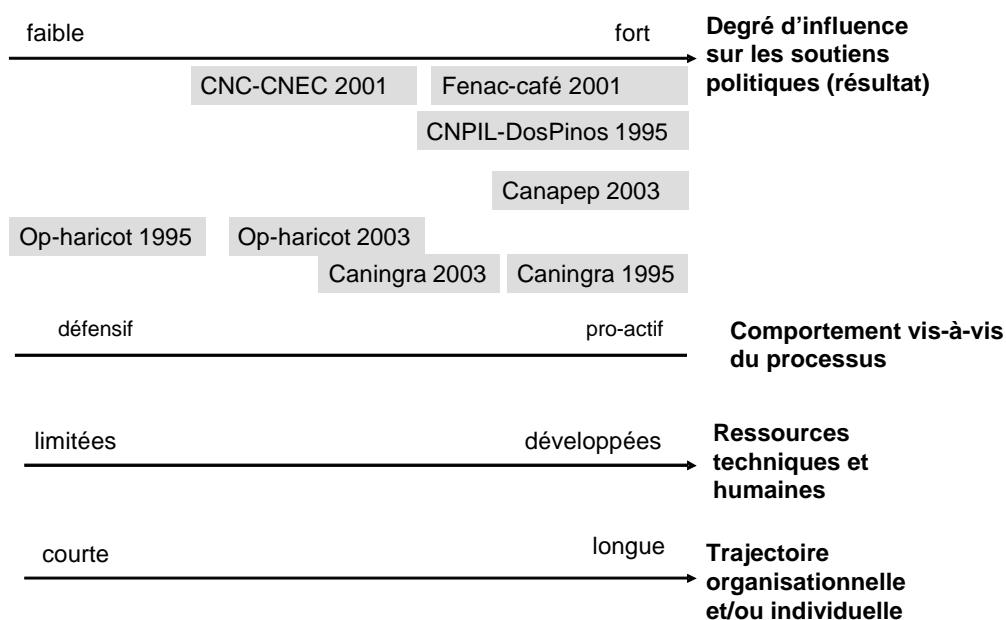 faible
fort
Degré d’influence
sur les soutiens
politiques (résultat)
CNC-CNEC 2001
Fenac-café 2001
CNPIL-DosPinos 1995
Canapep 2003
Op-haricot 1995
Op-haricot 2003
Caningra 2003
Caningra 1995
défensif
pro-actif
Comportement vis-à-vis
du processus
limitées
développées
Ressources
techniques et
humaines
courte
longue
Trajectoire
organisationnelle
et/ou individuelle